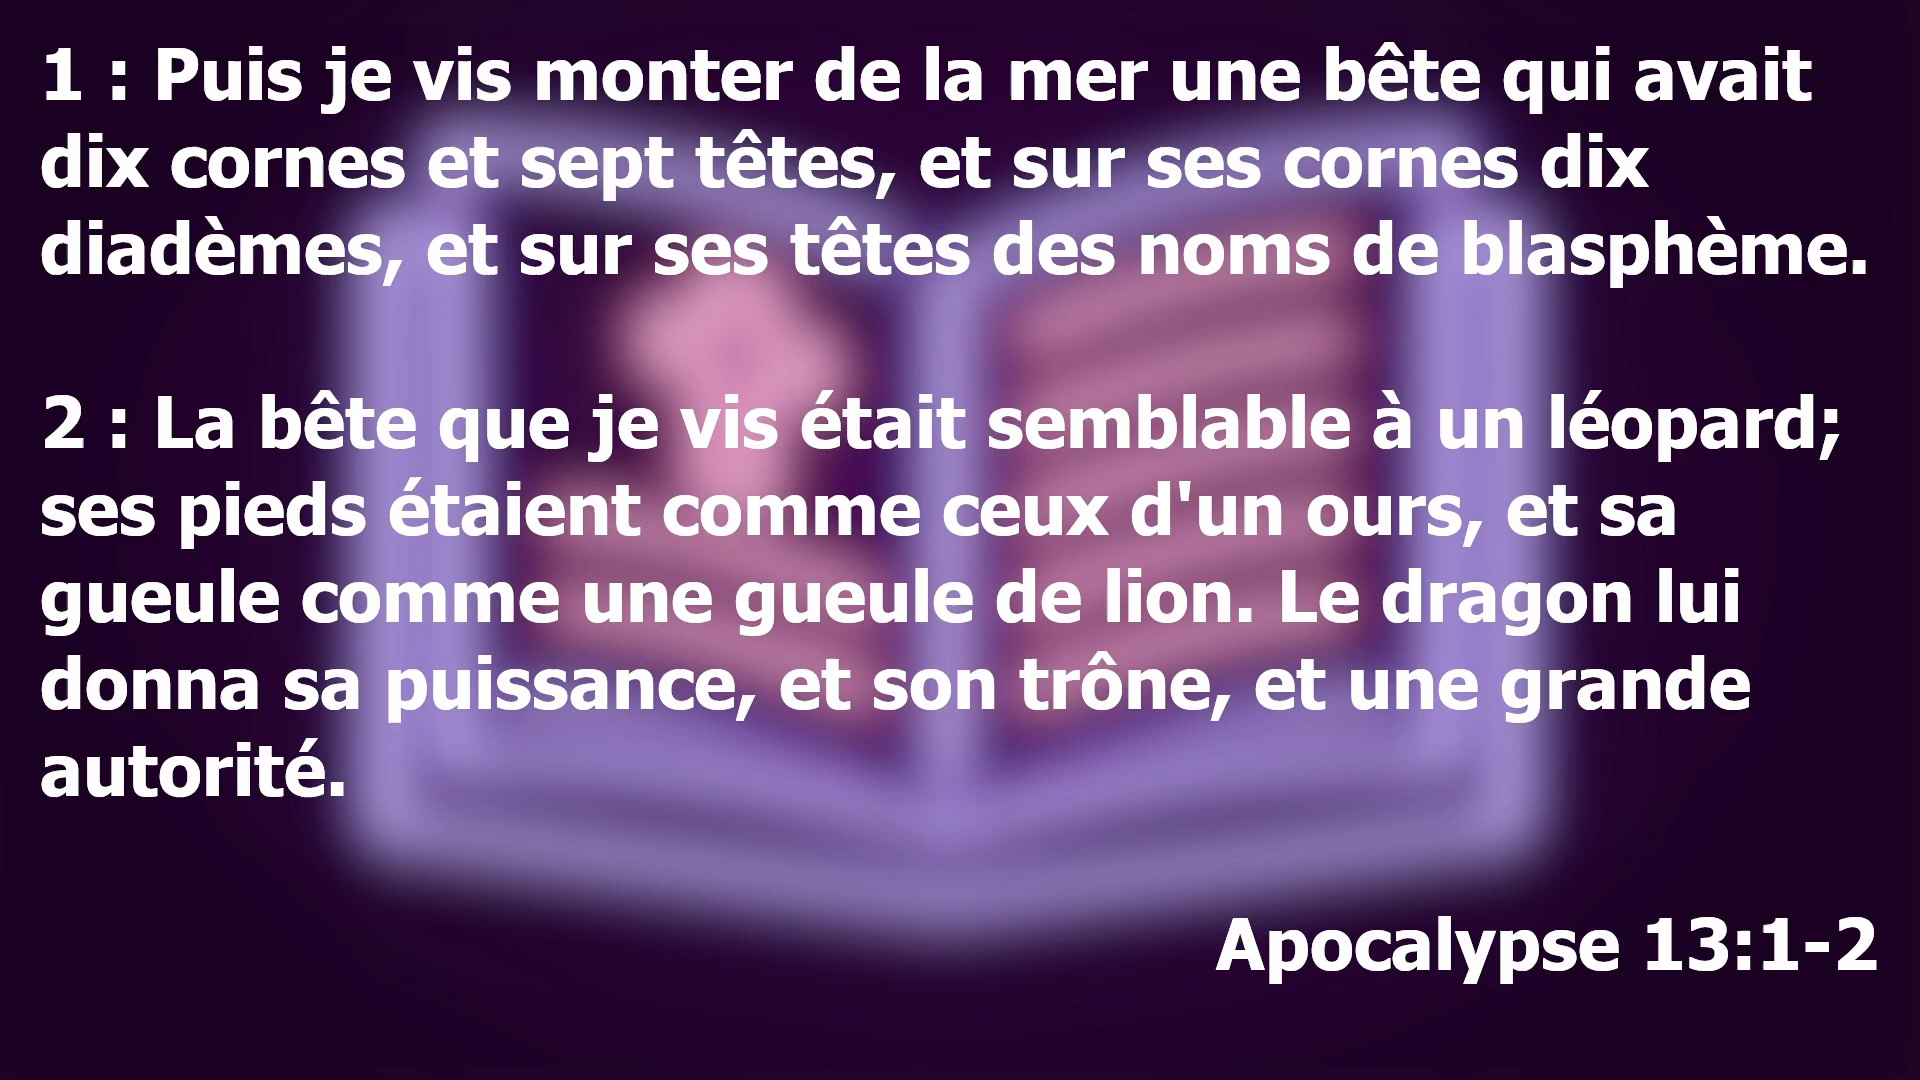 1 : Puis je vis monter de la mer une bête qui avait
dix cornes et sept têtes, et sur ses cornes dix
diadèmes, et sur ses têtes des noms de blasphème.
2 : La bête que je vis était semblable à un léopard;
ses pieds étaient comme ceux d'un ours, et sa
gueule comme une gueule de lion. Le dragon lui
donna sa puissance, et son trône, et une grande
autorité.
Apocalypse 13:1-2